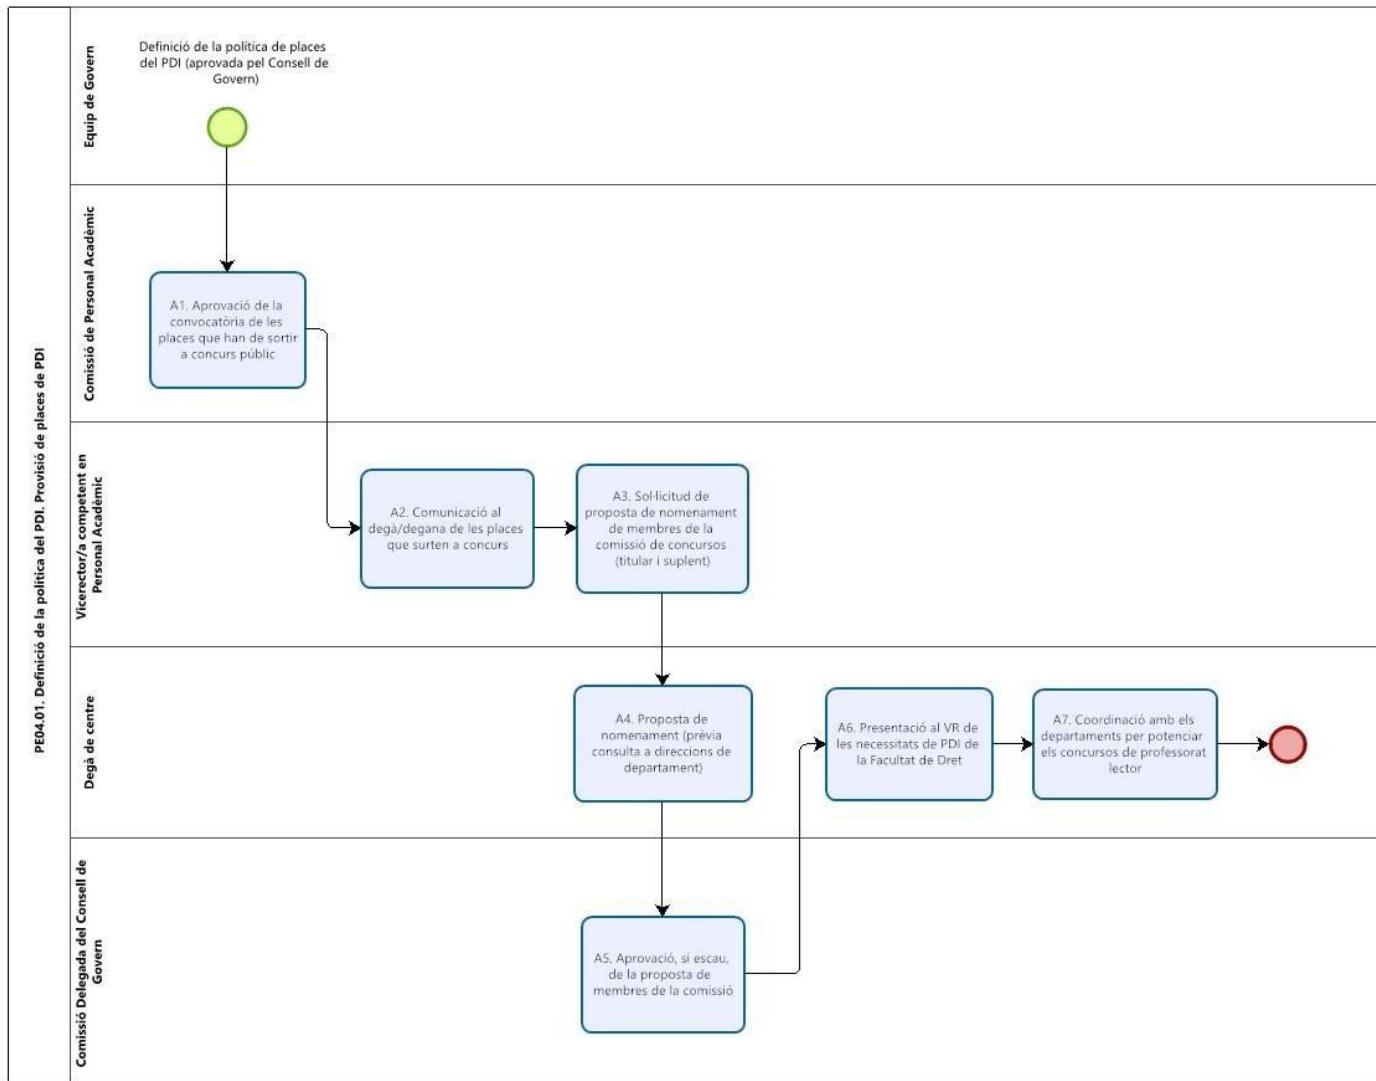 PE04.01. Definició de la política del PDI. Provisió de places de PDI
Equip de Govern
Definició de la política de places
del PDI (aprovada pel Consell de
Govern)
Comissió de Personal Acadèmic
A1. Aprovació de la
convocatòria de les
places que han de sortir
a concurs públic
Vicerector/a competent en
Personal Acadèmic
A2. Comunicació al
degà/degana de les places
que surten a concurs
A3. Sol·licitud de
proposta de nomenament
de membres de la
comissió de concursos
(titular i suplent)
Degà de centre
A4. Proposta de
nomenament (prèvia
consulta a direccions de
departament)
A6. Presentació al VR de
les necessitats de PDI de
la Facultat de Dret
A7. Coordinació amb els
departaments per potenciar
els concursos de professorat
lector
Comissió Delegada del Consell de
Govern
A5. Aprovació, si escau,
de la proposta de
membres de la comissió